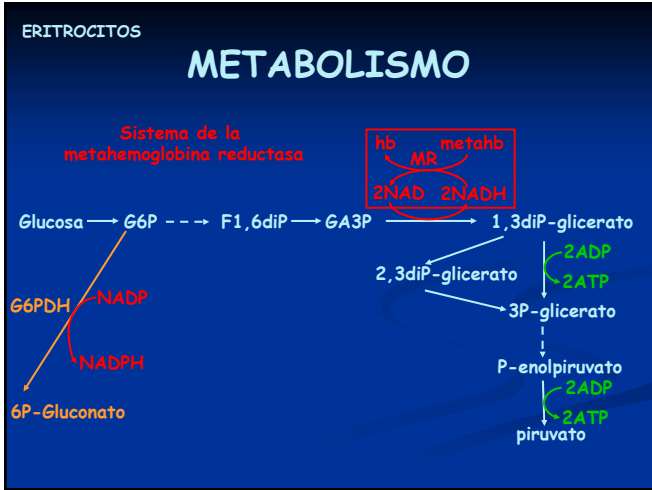 ERITROCITOS
METABOLISMO
Sistema de la
metahemoglobina reductasa
hb metahb
MR
2NAD 2NADH
Glucosa G6P F1,6diP GA3P 1,3diP-glicerato
2ADP
2,3diP-glicerato
2ATP
G6PDH NADP
3P-glicerato
NADPH
P-enolpiruvato
2ADP
6P-Gluconato
2ATP
piruvato